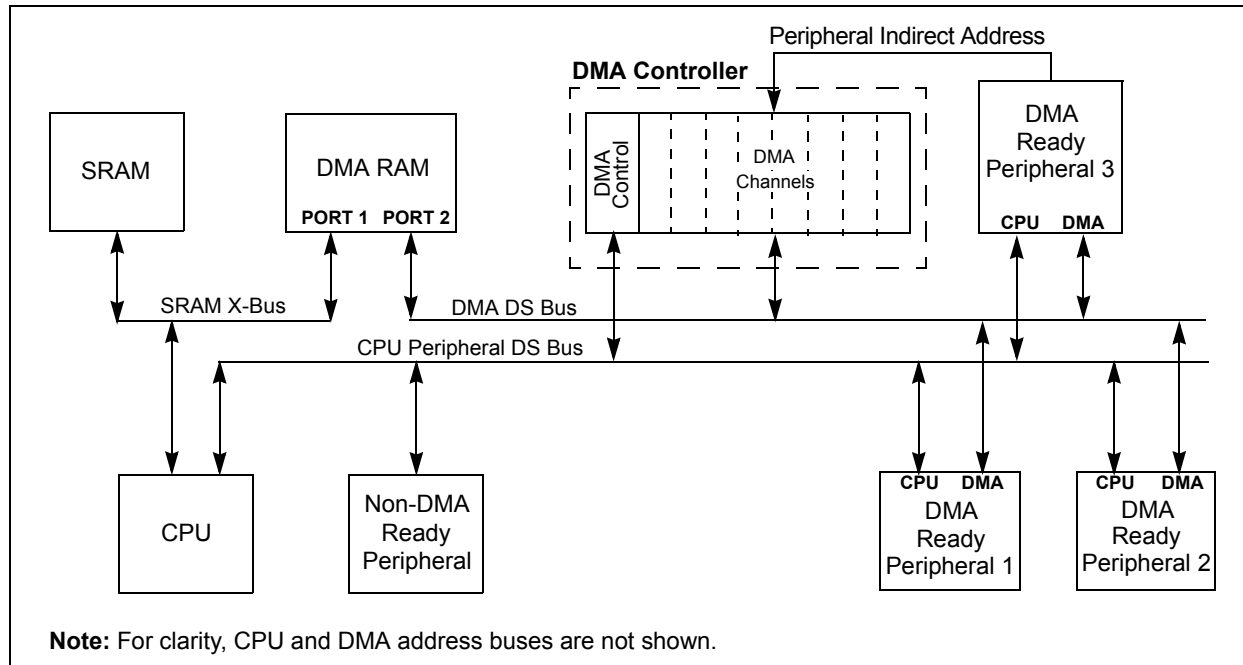 Peripheral Indirect Address
DMA Controller
SRAM
DMA RAM
PORT 1 PORT 2
DMA
Control
DMA
Channels
DMA
Ready
Peripheral 3
CPU DMA
SRAM X-Bus
DMA DS Bus
CPU Peripheral DS Bus
CPU
Non-DMA
Ready
Peripheral
CPU DMA
DMA
Ready
Peripheral 1
CPU DMA
DMA
Ready
Peripheral 2
Note: For clarity, CPU and DMA address buses are not shown.